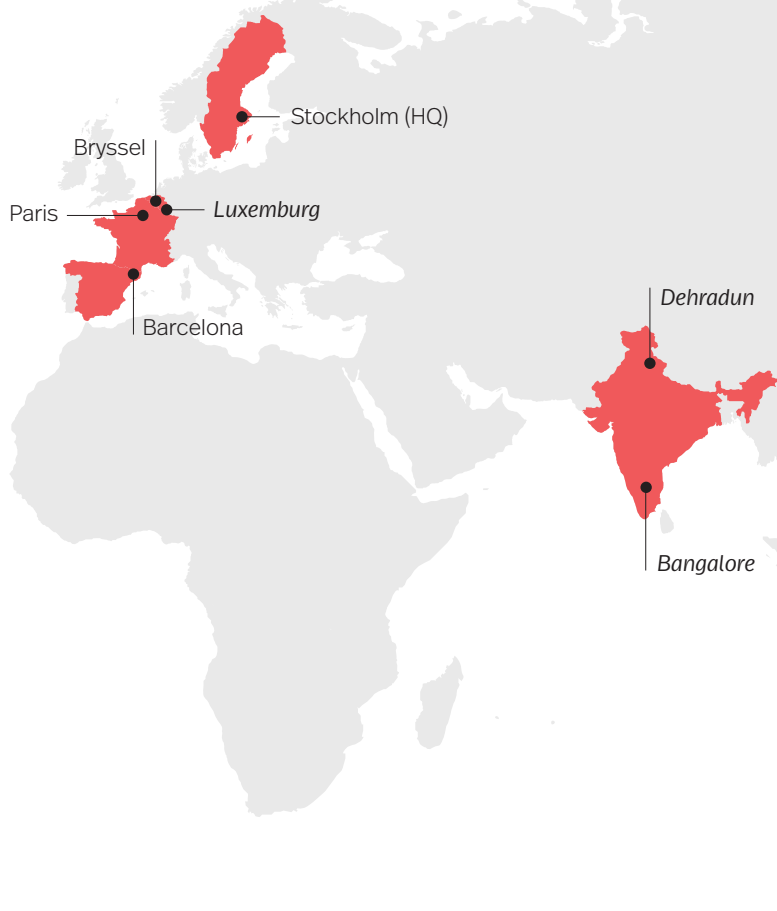 Stockholm (HQ)
Bryssel
Paris
Luxemburg
Barcelona
Dehradun
Bangalore